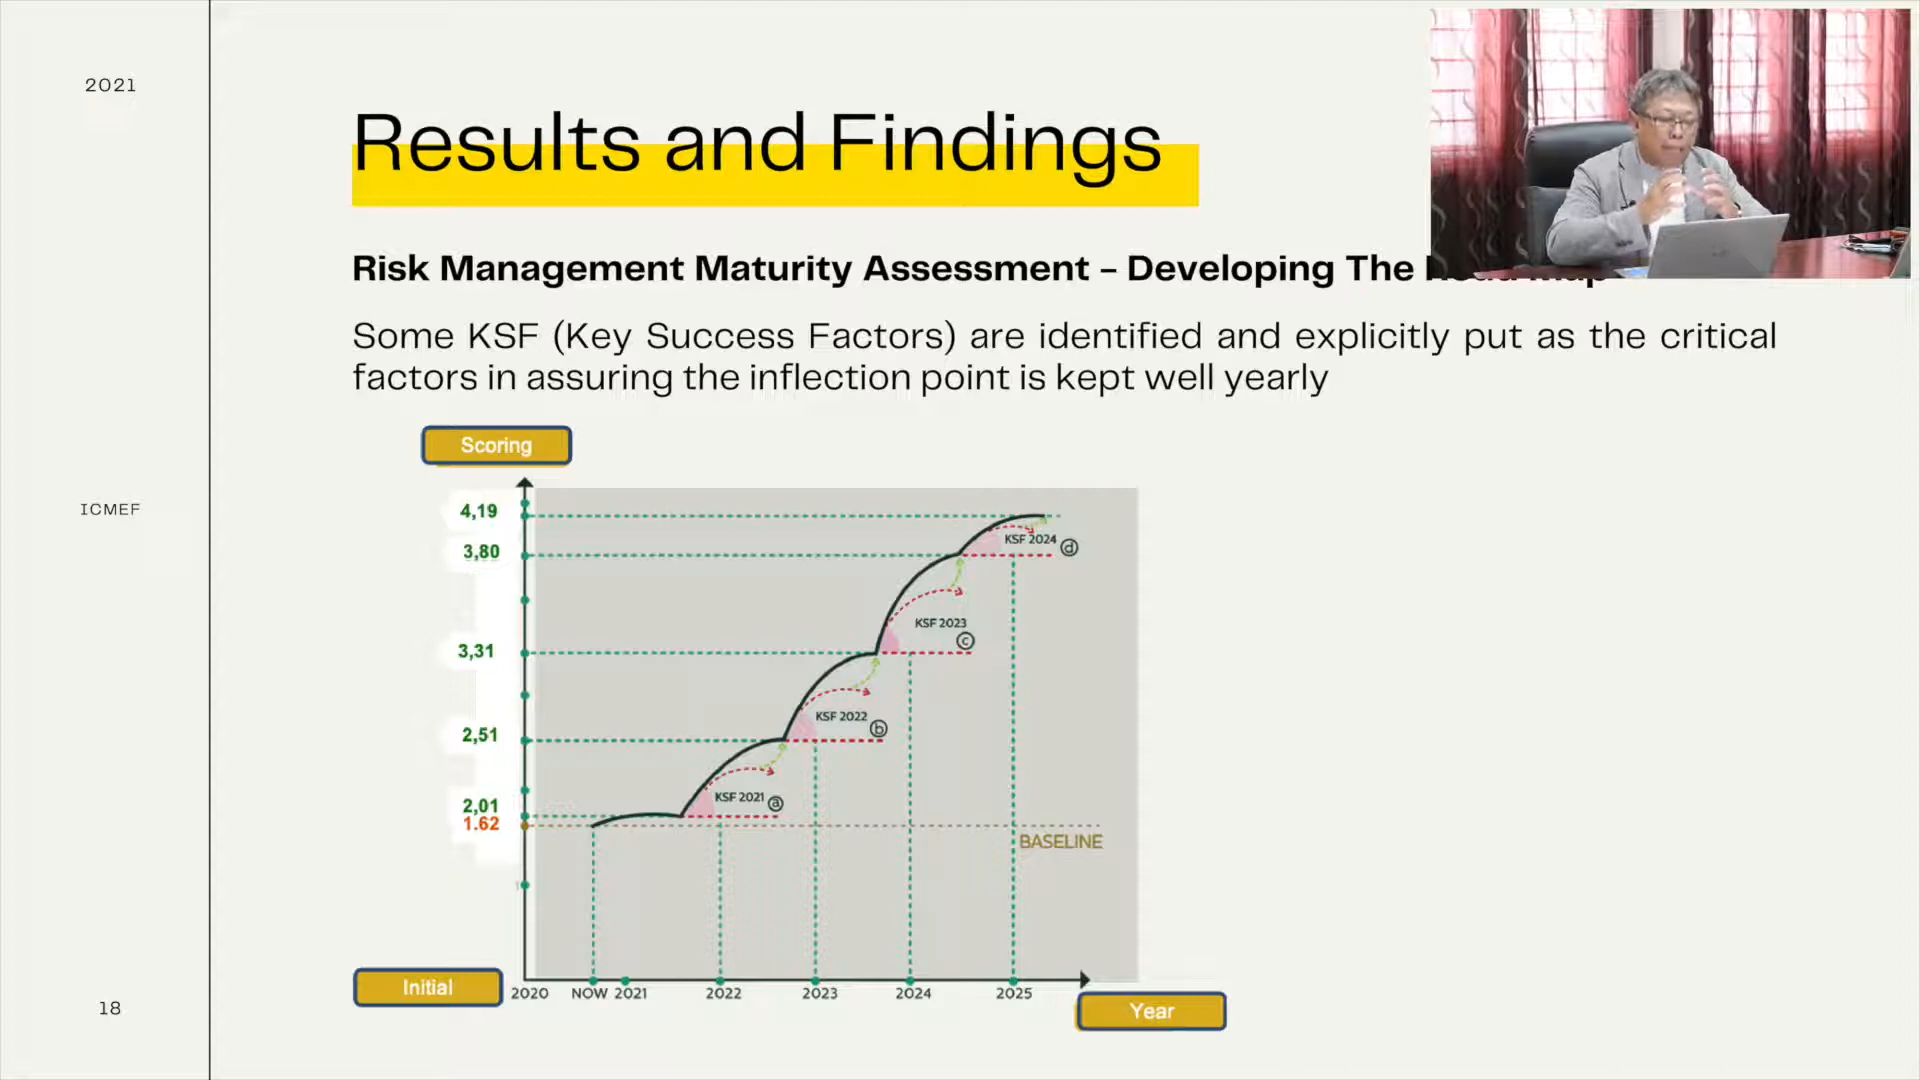 2021
Results and Findings
Risk Management Maturity Assessment – Developing The
Some KSF (Key Success Factors) are identified and explicitly put as the critical
factors in assuring the inflection point is kept well yearly
Scoring
4,19
3,80
3,31
2,51
2,01
1.62
1
KSF 2024 d
KSF 2023
c
KSF 2022
b
KSF 2021 a
BASELINE
ICMEF
Initial
2020 NOW 2021 2022 2023 2024 2025
Year
18